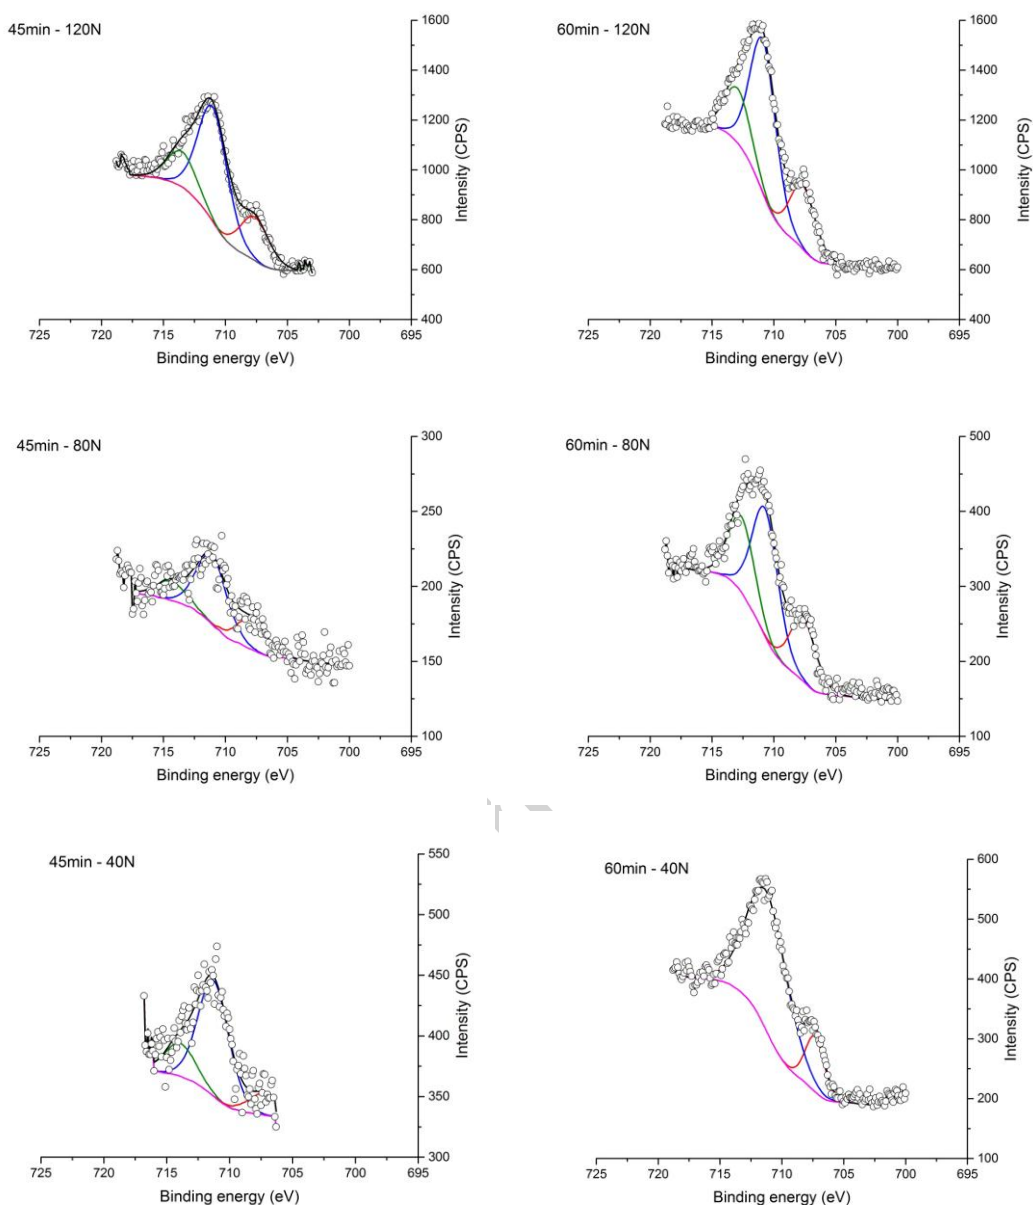 45min - 120N
1600
1400
1200
1000
800
600
400
Intensity (CPS)
725 720 715 710 705 700 695
Binding energy (eV)
60min - 120N
1600
1400
1200
1000
800
600
400
Intensity (CPS)
725 720 715 710 705 700 695
Binding energy (eV)
45min - 80N
300
250
200
150
100
Intensity (CPS)
725 720 715 710 705 700 695
Binding energy (eV)
60min - 80N
500
400
300
200
100
Intensity (CPS)
725 720 715 710 705 700 695
Binding energy (eV)
45min - 40N
550
500
450
400
350
300
Intensity (CPS)
725 720 715 710 705 700 695
Binding energy (eV)
60min - 40N
600
500
400
300
200
100
Intensity (CPS)
725 720 715 710 705 700 695
Binding energy (eV)